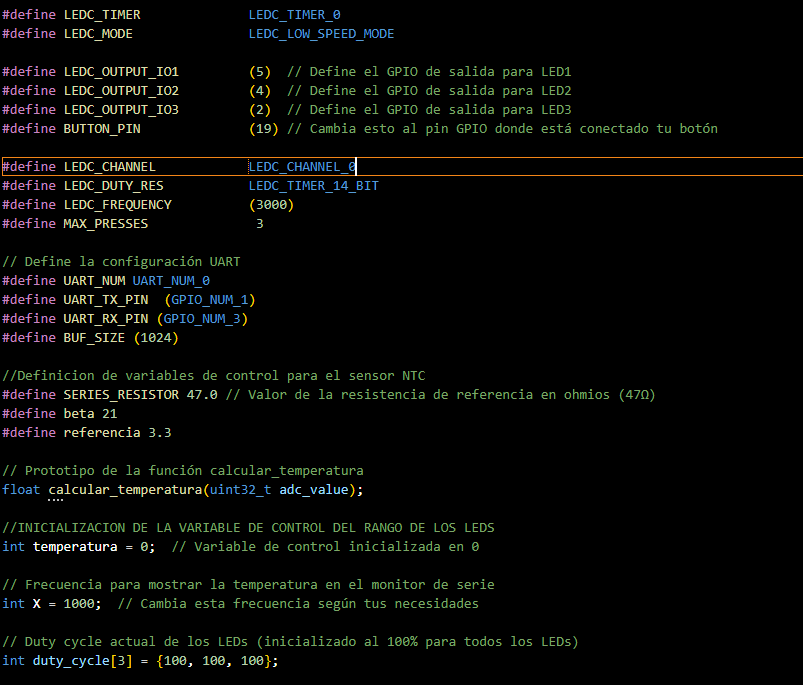 #define LEDC_TIMER LEDC_TIMER_0
#define LEDC_MODE LEDC_LOW_SPEED_MODE
#define LEDC_OUTPUT_IO1 (5) // Define el GPIO de salida para LED1
#define LEDC_OUTPUT_IO2 (4) // Define el GPIO de salida para LED2
#define LEDC_OUTPUT_IO3 (2) // Define el GPIO de salida para LED3
#define BUTTON_PIN (19) // Cambia esto al pin GPIO donde está conectado tu botón
#define LEDC_CHANNEL LEDC_CHANNEL_0
#define LEDC_DUTY_RES LEDC_TIMER_14_BIT
#define LEDC_FREQUENCY (3000)
#define MAX_PRESSES 3
// Define la configuración UART
#define UART_NUM UART_NUM_0
#define UART_TX_PIN (GPIO_NUM_1)
#define UART_RX_PIN (GPIO_NUM_3)
#define BUF_SIZE (1024)
//Definicion de variables de control para el sensor NTC
#define SERIES_RESISTOR 47.0 // Valor de la resistencia de referencia en ohmios (47Ω)
#define beta 21
#define referencia 3.3
// Prototipo de la función calcular_temperatura
float calcular_temperatura(uint32_t adc_value);
//INICIALIZACION DE LA VARIABLE DE CONTROL DEL RANGO DE LOS LEDS
int temperatura = 0; // Variable de control inicializada en 0
// Frecuencia para mostrar la temperatura en el monitor de serie
int X = 1000; // Cambia esta frecuencia según tus necesidades
// Duty cycle actual de los LEDs (inicializado al 100% para todos los LEDs)
int duty_cycle[3] = {100, 100, 100};